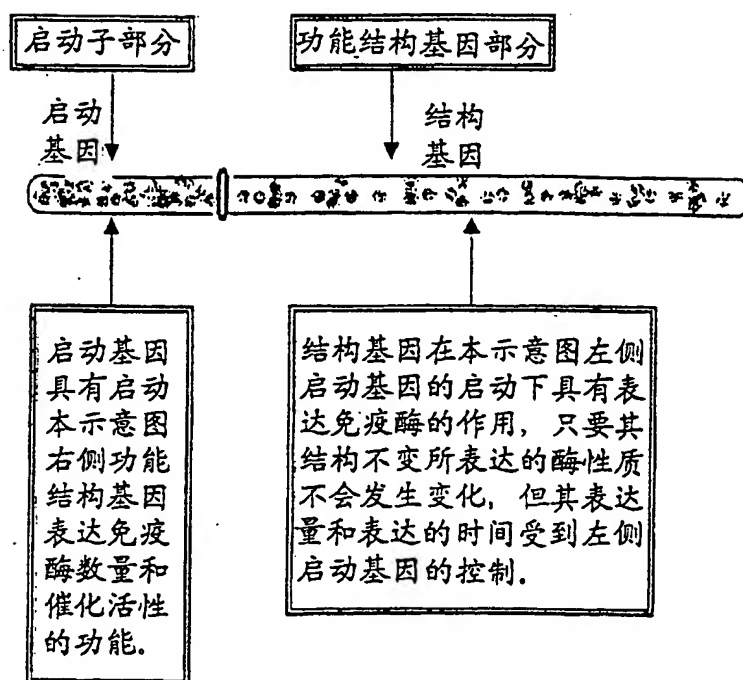 启动子部分
功能结构基因部分
启动
基因
结构
基因
启动基因
具有启动
本示意图
右侧功能
结构基因
表达免疫
酶数量和
催化活性
的功能。
结构基因在本示意图左侧
启动基因的启动下具有表
达免疫酶的作用，只要其
结构不变所表达的酶性质
不会发生变化，但其表达
量和表达的时间受到左侧
启动基因的控制．